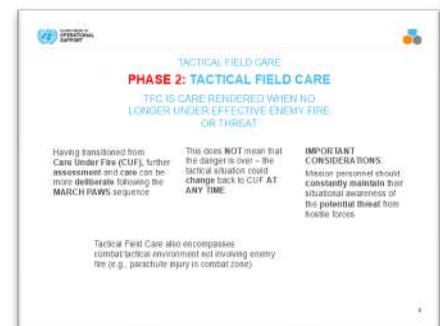 DEPARTMENT OF
OPERATIONAL
SUPPORT
TACTICAL FIELD CARE
PHASE 2: TACTICAL FIELD CARE
TFC IS CARE RENDERED WHEN NO
LONGER UNDER EFFECTIVE ENEMY FIRE
OR THREAT
Having transitioned from
Care Under Fire (CUF), further
assessment and care can be
more deliberate following the
MARCH PAWS sequence
This does NOT mean that
the danger is over – the
tactical situation could
change back to CUF AT
ANY TIME
IMPORTANT
CONSIDERATIONS
Mission personnel should
constantly maintain their
situational awareness of
the potential threat from
hostile forces
Tactical Field Care also encompasses
combat/tactical environment not involving enemy
fire (e.g., parachute injury in combat zone)